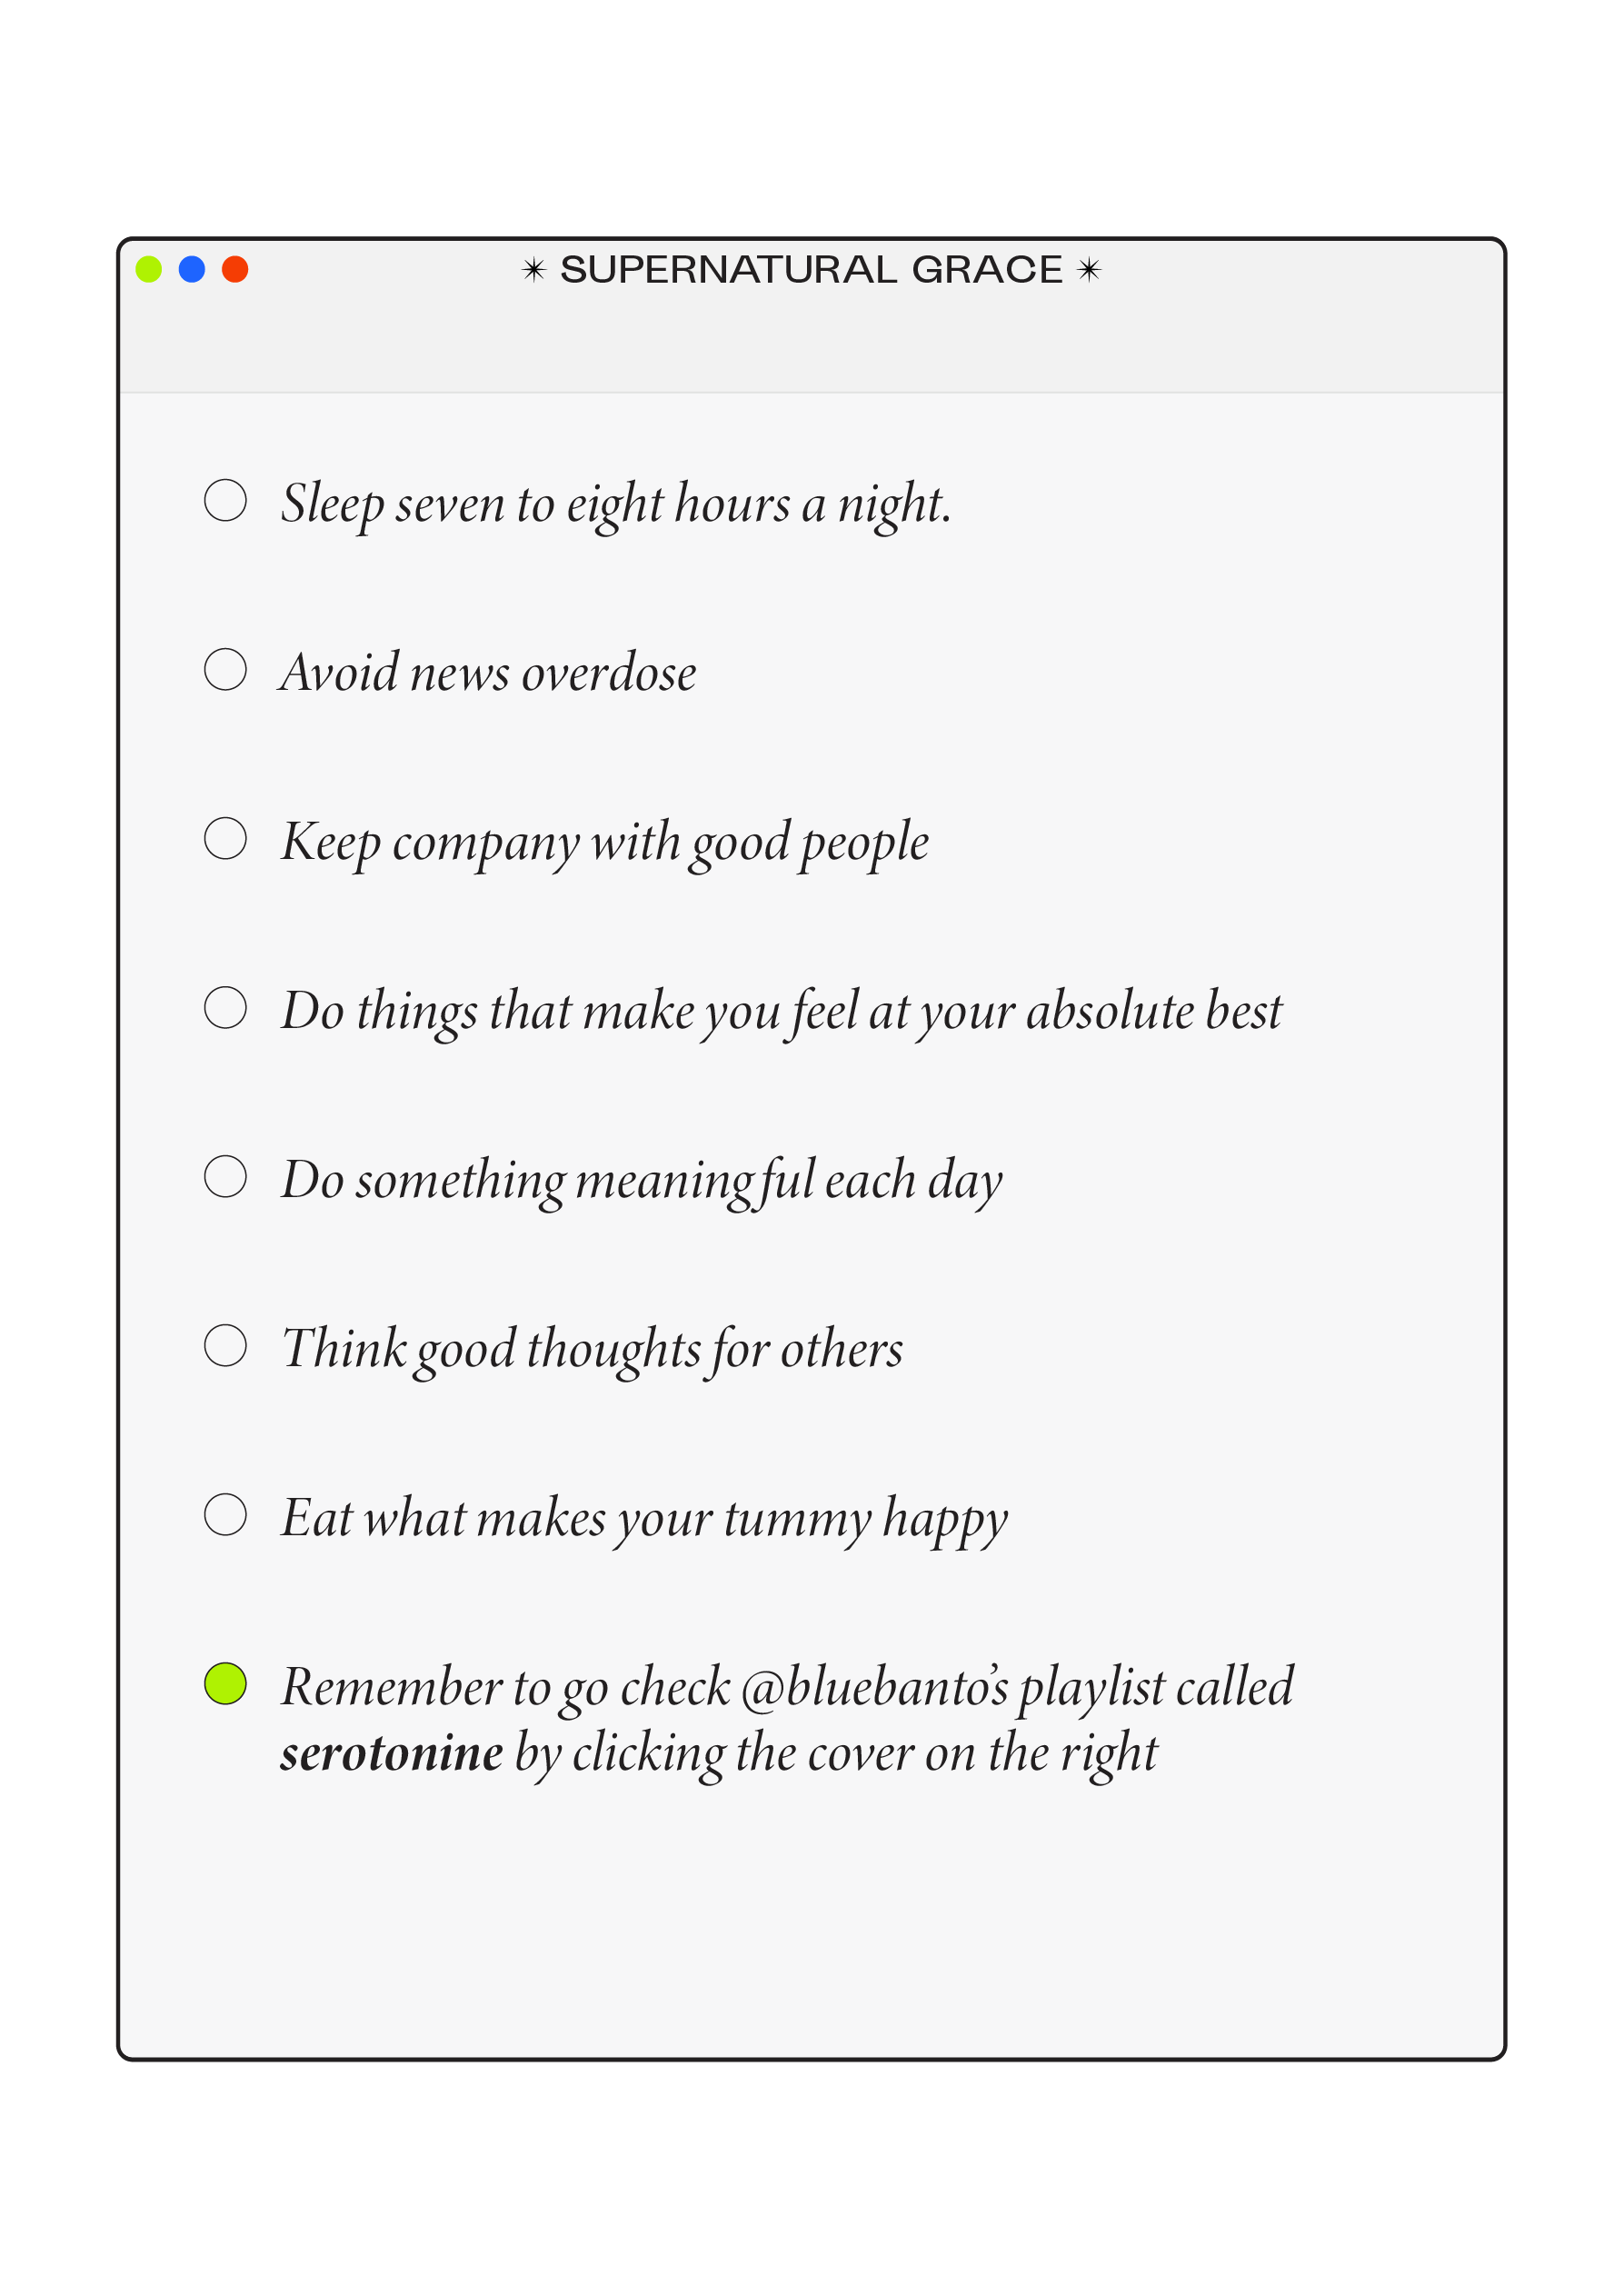 ✴ SUPERNATURAL GRACE ✴
Sleep seven to eight hours a night.
Avoid news overdose
Keep company with good people
Do things that make you feel at your absolute best
Do something meaningful each day
Think good thoughts for others
Eat what makes your tummy happy
Remember to go check @bluebanto’s playlist called
serotonine by clicking the cover on the right